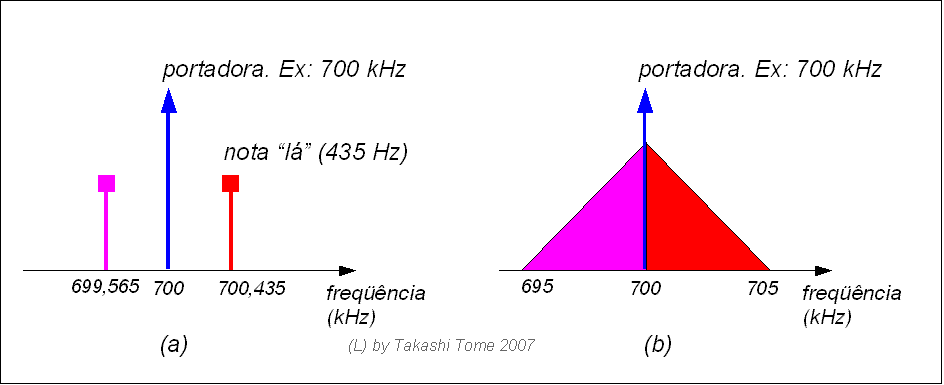 portadora. Ex: 700 kHz
nota “lá” (435 Hz)
699,565
700
700,435
freqüência
(kHz)
(a)
portadora. Ex: 700 kHz
695
700
705
freqüência
(kHz)
(b)
(L) by Takashi Tome 2007